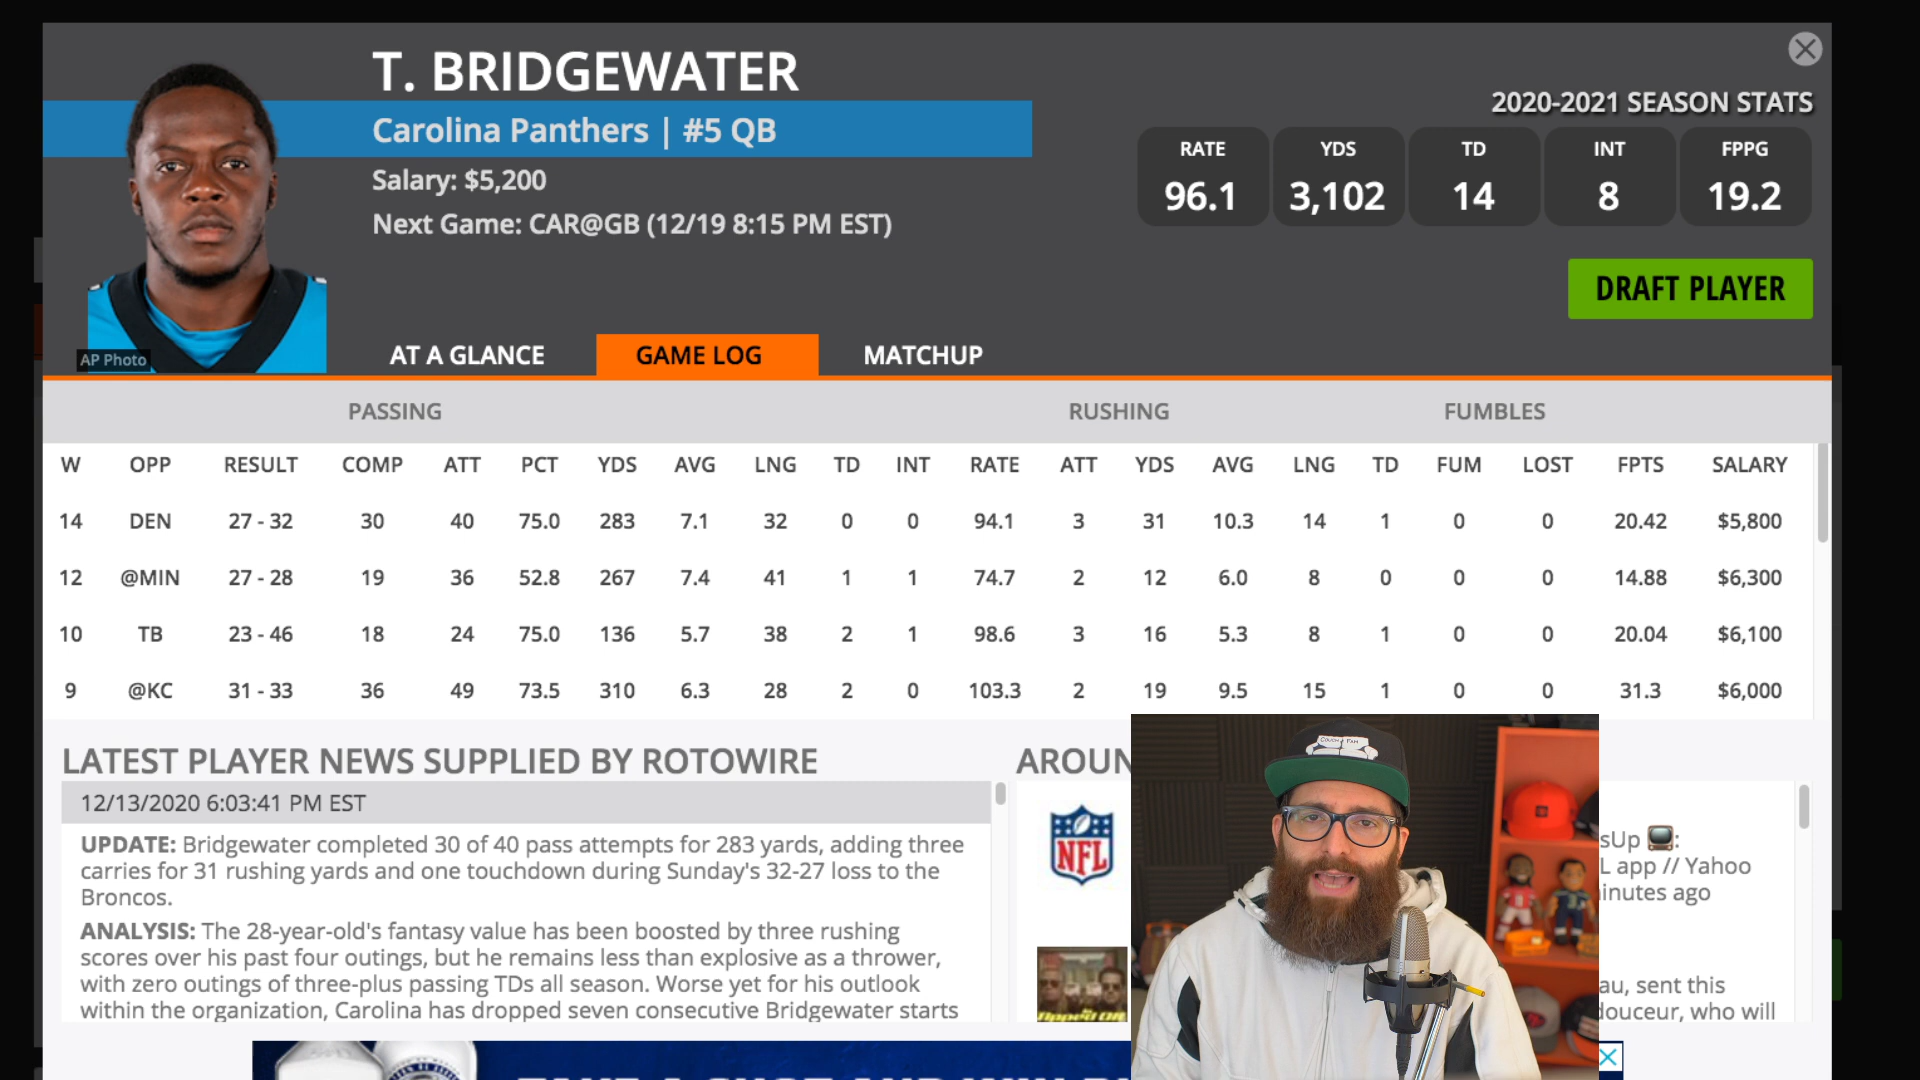 T. BRIDGEWATER
Carolina Panthers | #5 QB
Salary: $5,200
Next Game: CAR@GB (12/19 8:15 PM EST)
AP Photo
2020-2021 SEASON STATS
RATE YDS TD INT FPPG
96.1 3,102 14 8 19.2
DRAFT PLAYER
AT A GLANCE GAME LOG MATCHUP
PASSING RUSHING FUMBLES
W OPP RESULT COMP ATT PCT YDS AVG LNG TD INT RATE ATT YDS AVG LNG TD FUM LOST FPTS SALARY
14 DEN 27 - 32 30 40 75.0 283 7.1 32 0 0 94.1 3 31 10.3 14 1 0 0 20.42 $5,800
12 @MIN 27 - 28 19 36 52.8 267 7.4 41 1 1 74.7 2 12 6.0 8 0 0 0 14.88 $6,300
10 TB 23 - 46 18 24 75.0 136 5.7 38 2 1 98.6 3 16 5.3 8 1 0 0 20.04 $6,100
9 @KC 31 - 33 36 49 73.5 310 6.3 28 2 0 103.3 2 19 9.5 15 1 0 0 31.3 $6,000
LATEST PLAYER NEWS SUPPLIED BY ROTOWIRE
12/13/2020 6:03:41 PM EST
UPDATE: Bridgewater completed 30 of 40 pass attempts for 283 yards, adding three
carries for 31 rushing yards and one touchdown during Sunday's 32-27 loss to the
Broncos.
ANALYSIS: The 28-year-old's fantasy value has been boosted by three rushing
scores over his past four outings, but he remains less than explosive as a thrower,
with zero outings of three-plus passing TDs all season. Worse yet for his outlook
within the organization, Carolina has dropped seven consecutive Bridgewater starts
AROUN
NFL
COUCH FAM
sUp 📺:
L app // Yahoo
inutes ago
au, sent this
douceur, who will